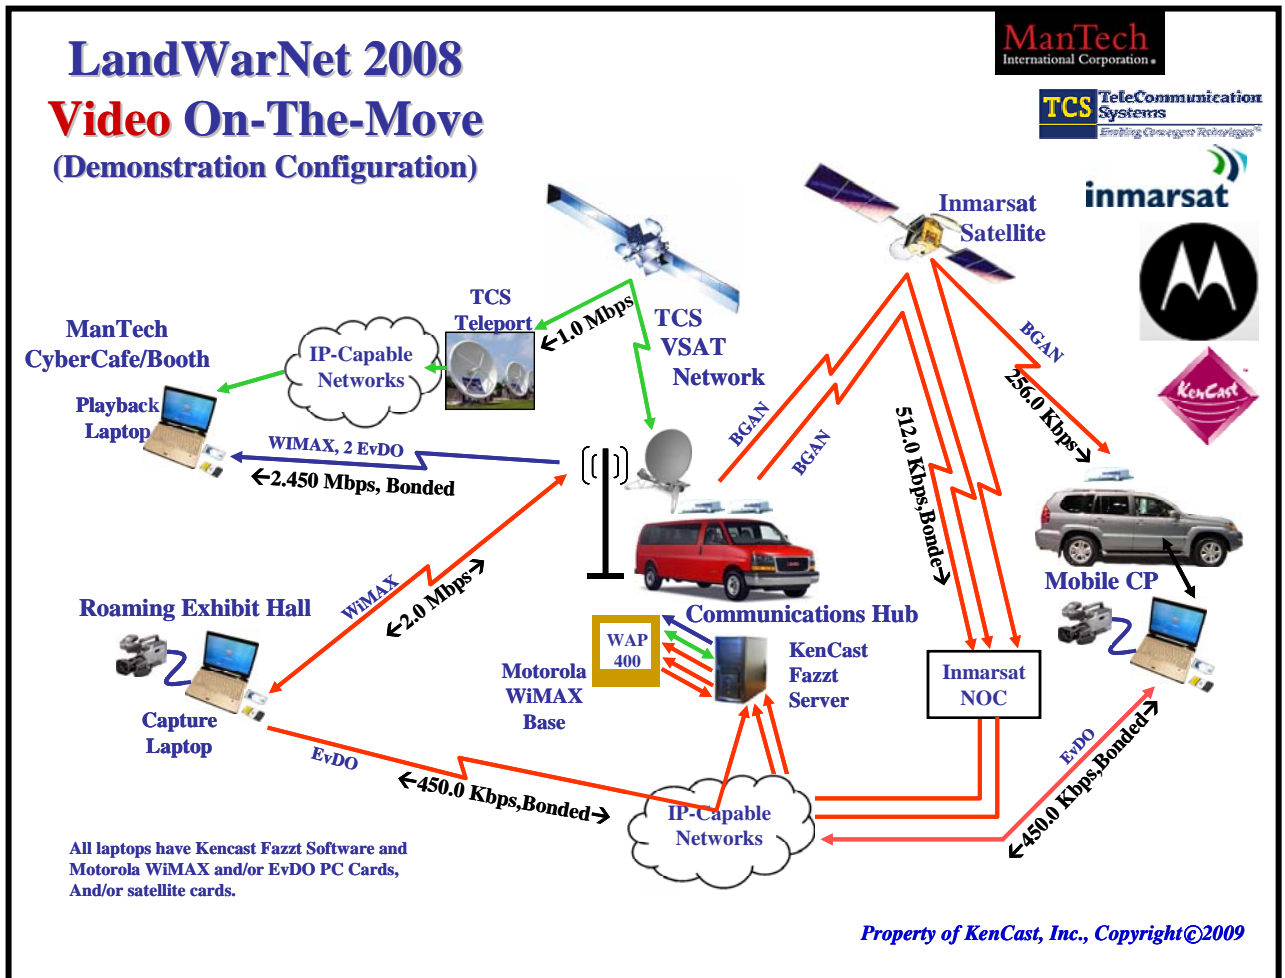 LandWarNet 2008
Video On-The-Move
(Demonstration Configuration)
ManTech
International Corporation
TCS TeleCommunication
Systems
Enabling Convergent Technologies™
inmarsat
KenCast™
Inmarsat
Satellite
TCS
Teleport
←1.0 Mbps
TCS
VSAT
Network
ManTech
CyberCafe/Booth
IP-Capable
Networks
Playback
Laptop
WIMAX, 2 EvDO
←2.450 Mbps, Bonded
BGAN
BGAN
BGAN
256.0 Kbps→
512.0 Kbps,Bonde→
WiMAX
←2.0 Mbps→
Roaming Exhibit Hall
Capture
Laptop
Communications Hub
WAP
400
Motorola
WiMAX
Base
KenCast
Fazzt
Server
Mobile CP
Inmarsat
NOC
EvDO
←450.0 Kbps,Bonded→
IP-Capable
Networks
EvDO
←450.0 Kbps,Bonded→
All laptops have Kencast Fazzt Software and
Motorola WiMAX and/or EvDO PC Cards,
And/or satellite cards.
Property of KenCast, Inc., Copyright©2009